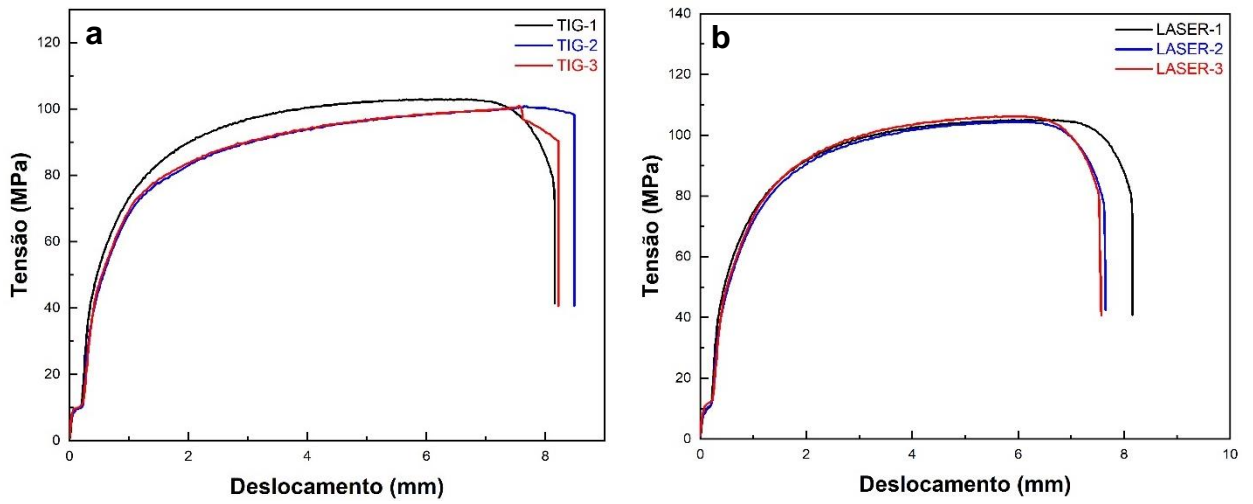 a
TIG-1
TIG-2
TIG-3
Tensão (MPa)
120
100
80
60
40
20
0
0 2 4 6 8
Deslocamento (mm)
b
LASER-1
LASER-2
LASER-3
Tensão (MPa)
140
120
100
80
60
40
20
0
0 2 4 6 8 10
Deslocamento (mm)